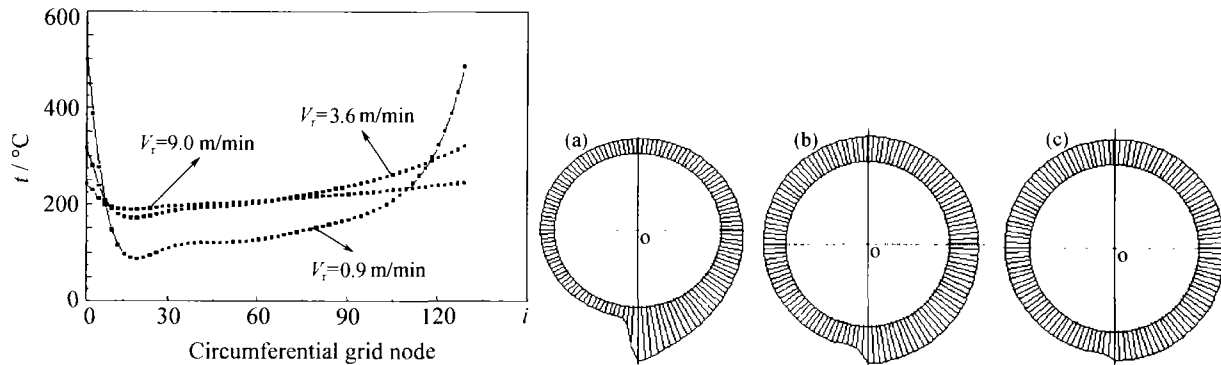 600
400
200
0
t / °C
V_r=9.0 m/min
V_r=3.6 m/min
V_r=0.9 m/min
0 30 60 90 120 i
Circumferential grid node
(a)
o
(b)
o
(c)
o